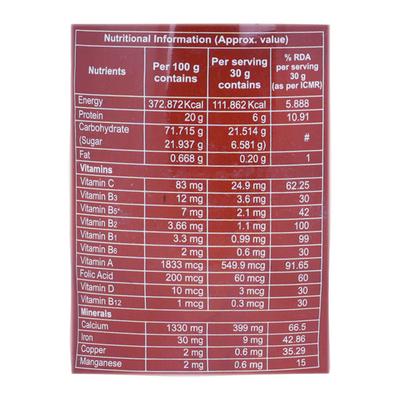 Nutritional Information (Approx. value)
Nutrients Per 100 g contains Per serving 30 g contains % RDA per serving 30 g (as per ICMR)
Energy 372.872Kcal 111.862Kcal 5.888
Protein 20 g 6 g 10.91
Carbohydrate 71.715 g 21.514 g #
(Sugar 21.937 g 6.581g)
Fat 0.668 g 0.20 g 1
Vitamins
Vitamin C 83 mg 24.9 mg 62.25
Vitamin B3 12 mg 3.6 mg 30
Vitamin B5* 7 mg 2.1 mg 42
Vitamin B2 3.66 mg 1.1 mg 100
Vitamin B1 3.3 mg 0.99 mg 99
Vitamin B6 2 mg 0.6 mg 30
Vitamin A 1833 mcg 549.9 mcg 91.65
Folic Acid 200 mcg 60 mcg 60
Vitamin D 10 mcg 3 mcg 30
Vitamin B12 1 mcg 0.3 mcg 30
Minerals
Calcium 1330 mg 399 mg 66.5
Iron 30 mg 9 mg 42.86
Copper 2 mg 0.6 mg 35.29
Manganese 2 mg 0.6 mg 15